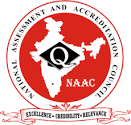 NATIONAL ASSESSMENT AND ACCREDITATION COUNCIL
Q
NAAC
EXCELLENCE • CREDIBILITY • RELEVANCE